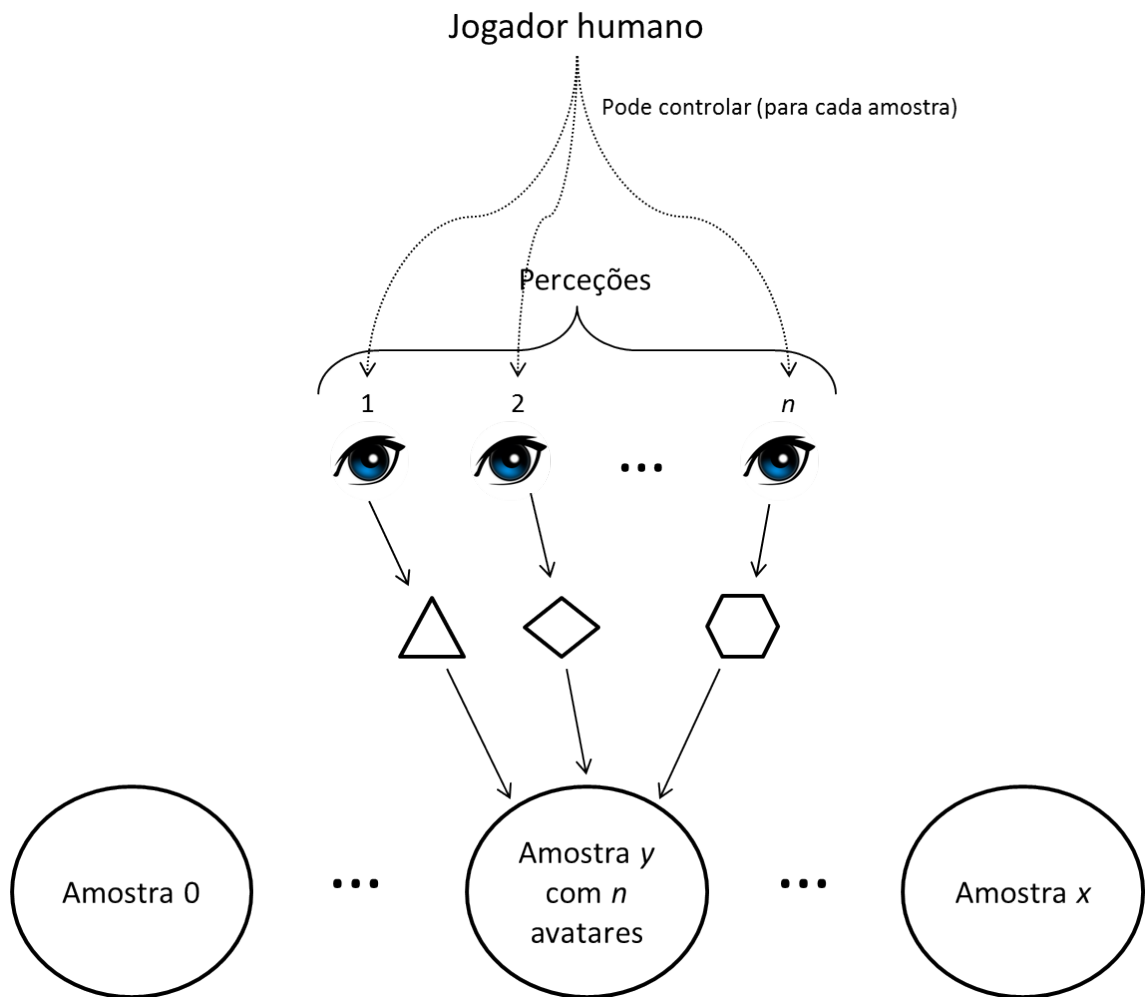 Jogador humano
Pode controlar (para cada amostra)
Perceções
1 2 n
...
Amostra 0
...
Amostra y
com n
avatares
...
Amostra x